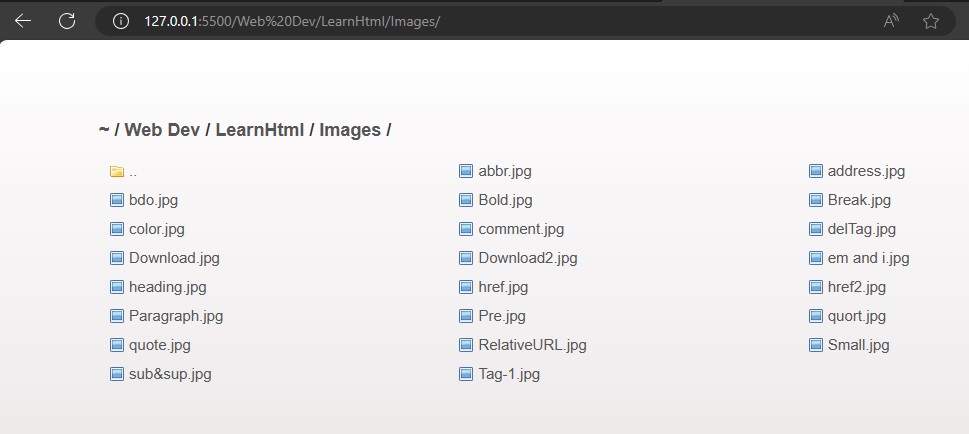 127.0.0.1:5500/Web%20Dev/LearnHtml/Images/
~ / Web Dev / LearnHtml / Images /
.. abbr.jpg address.jpg
bdo.jpg Bold.jpg Break.jpg
color.jpg comment.jpg delTag.jpg
Download.jpg Download2.jpg em and i.jpg
heading.jpg href.jpg href2.jpg
Paragraph.jpg Pre.jpg quort.jpg
quote.jpg RelativeURL.jpg Small.jpg
sub&sup.jpg Tag-1.jpg